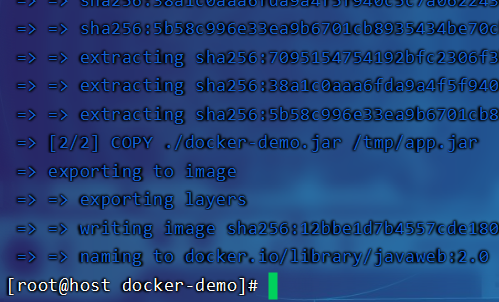 => => sha256:38a1c0aaa6fda9a4f5f940c3c7a0d2245
=> => sha256:5b58c996e33ea9b6701cb8935434be70c
=> => extracting sha256:7095154754192bfc2306f3
=> => extracting sha256:38a1c0aaa6fda9a4f5f940
=> => extracting sha256:5b58c996e33ea9b6701cb8
=> [2/2] COPY ./docker-demo.jar /tmp/app.jar
=> exporting to image
=> => exporting layers
=> => writing image sha256:12bbe1d7b4557cde180
=> => naming to docker.io/library/javaweb:2.0
[root@host docker-demo]#